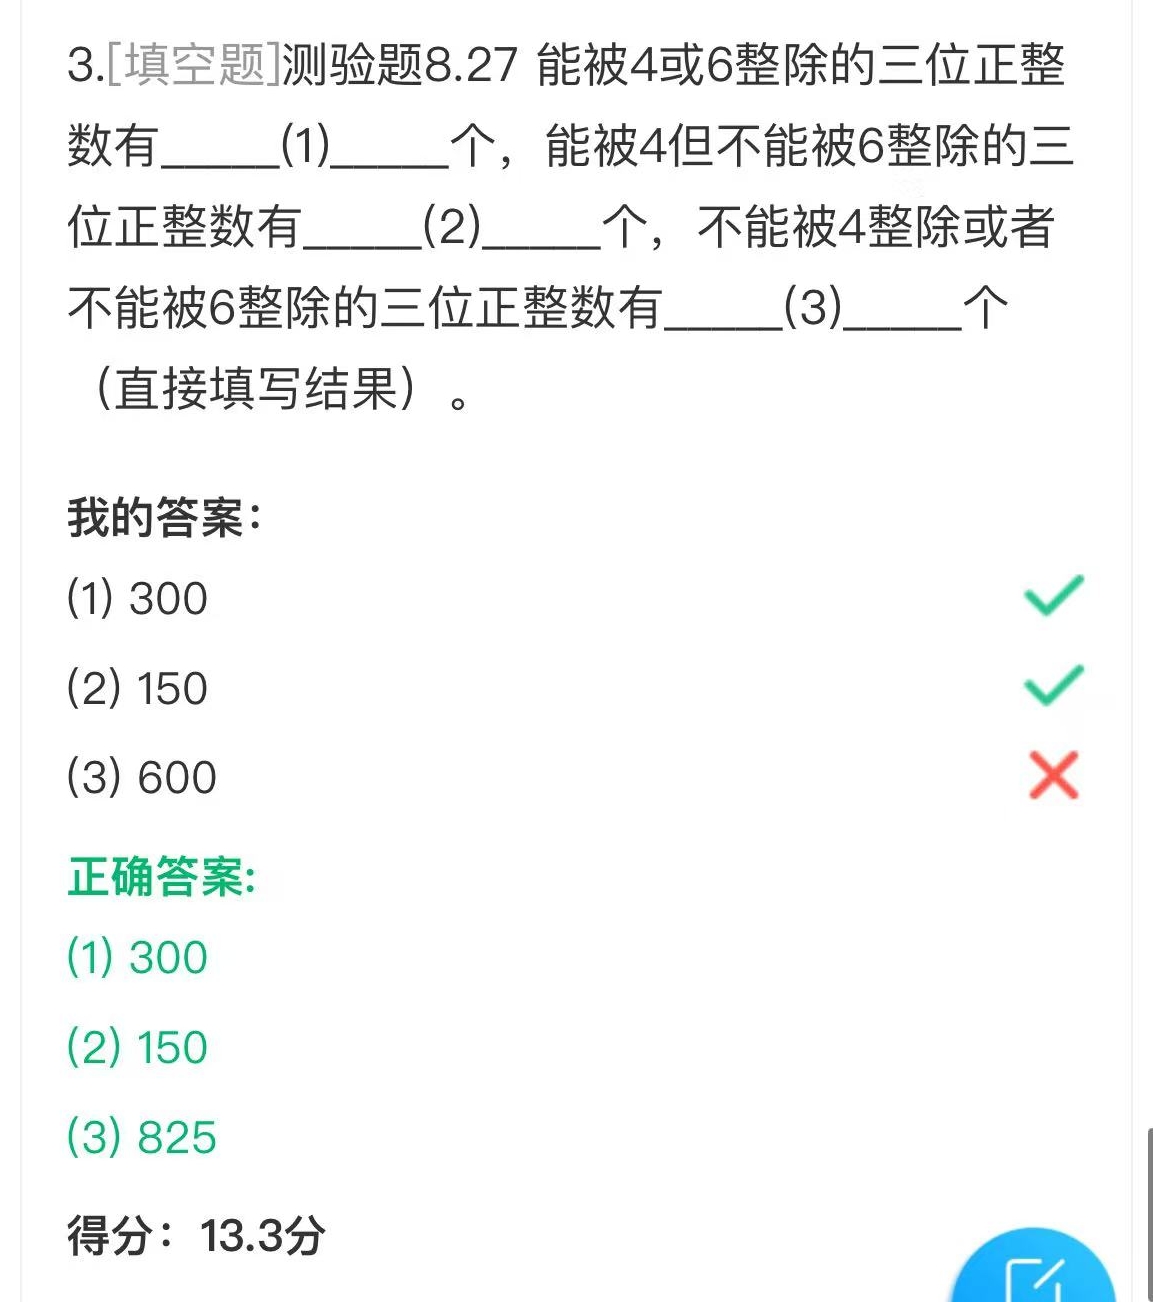 3.[填空题]测验题8.27 能被4或6整除的三位正整
数有_____(1)_____个，能被4但不能被6整除的三
位正整数有_____(2)_____个，不能被4整除或者
不能被6整除的三位正整数有_____(3)_____个
（直接填写结果）。
我的答案：
(1) 300
(2) 150
(3) 600
正确答案:
(1) 300
(2) 150
(3) 825
得分：13.3分